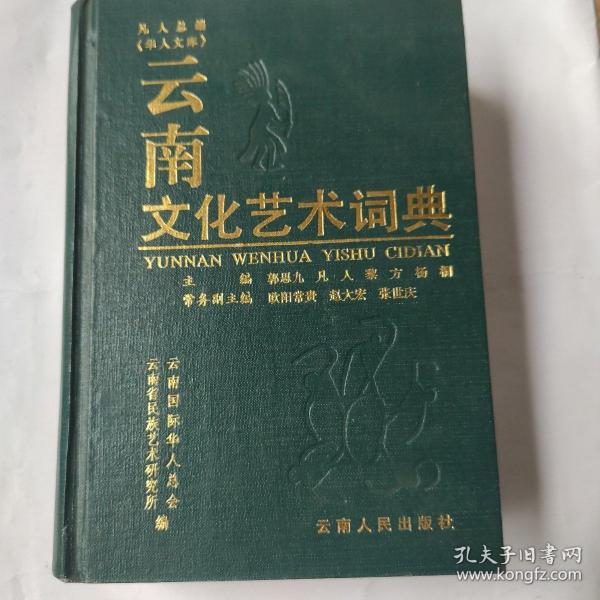 凡人总编
《华人文库》
云南
文化艺术词典
YUNNAN WENHUA YISHU CIDIAN
主 编 郭思九 凡 人 黎 方 杨 桐
常务副主编 欧阳常贵 赵大宏 张世庆
云南国际华人总会
云南省民族艺术研究所
编
云南人民出版社
孔夫子旧书网
www.kongfz.com